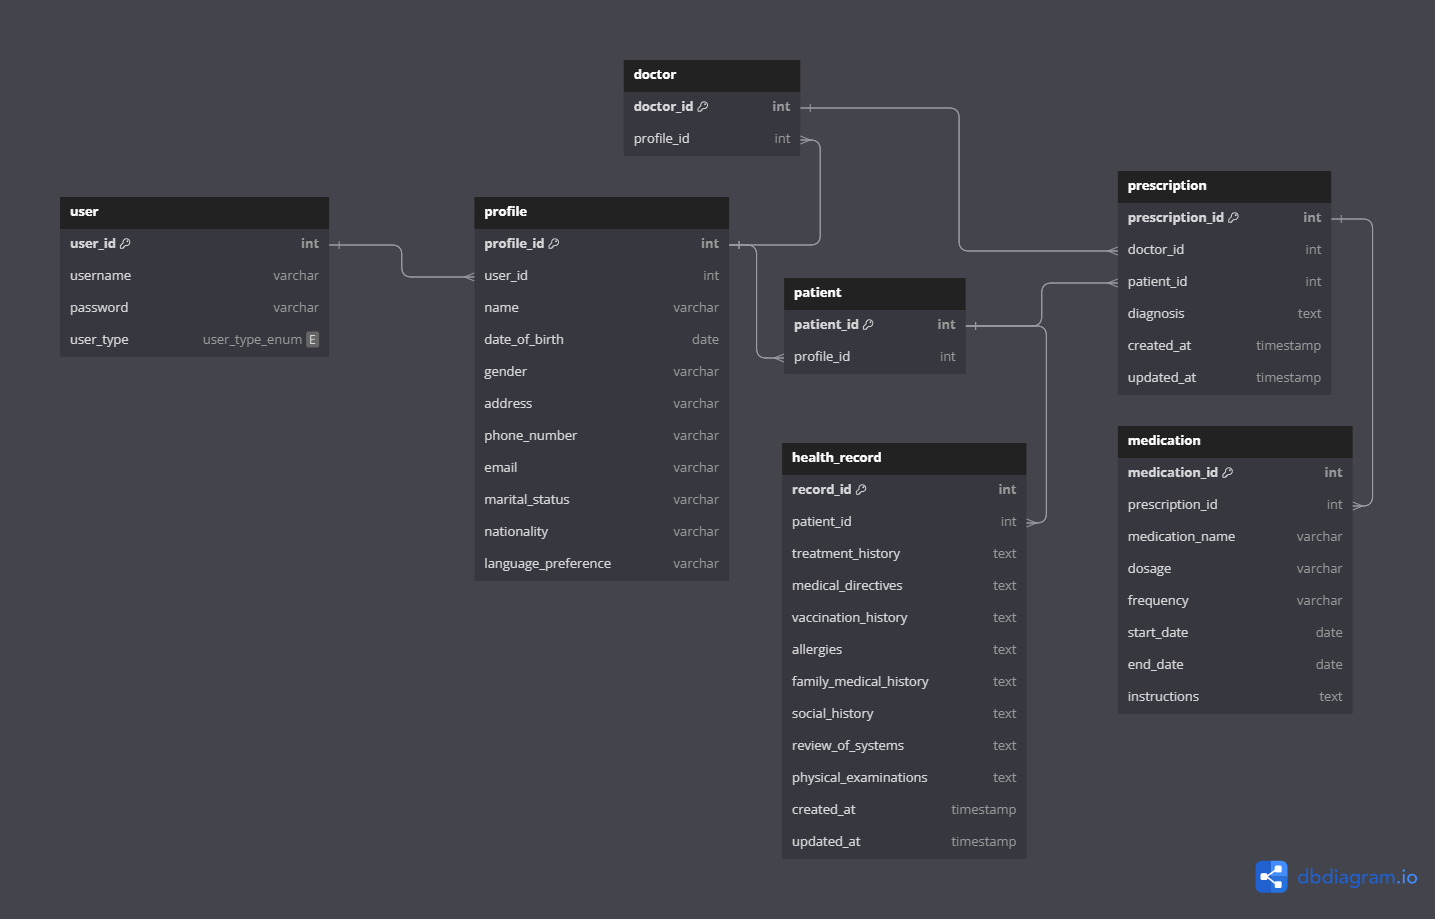 doctor
doctor_id int
profile_id int
user
user_id int
username varchar
password varchar
user_type user_type_enum E
profile
profile_id int
user_id int
name varchar
date_of_birth date
gender varchar
address varchar
phone_number varchar
email varchar
marital_status varchar
nationality varchar
language_preference varchar
patient
patient_id int
profile_id int
health_record
record_id int
patient_id int
treatment_history text
medical_directives text
vaccination_history text
allergies text
family_medical_history text
social_history text
review_of_systems text
physical_examinations text
created_at timestamp
updated_at timestamp
prescription
prescription_id int
doctor_id int
patient_id int
diagnosis text
created_at timestamp
updated_at timestamp
medication
medication_id int
prescription_id int
medication_name varchar
dosage varchar
frequency varchar
start_date date
end_date date
instructions text
dbdiagram.io